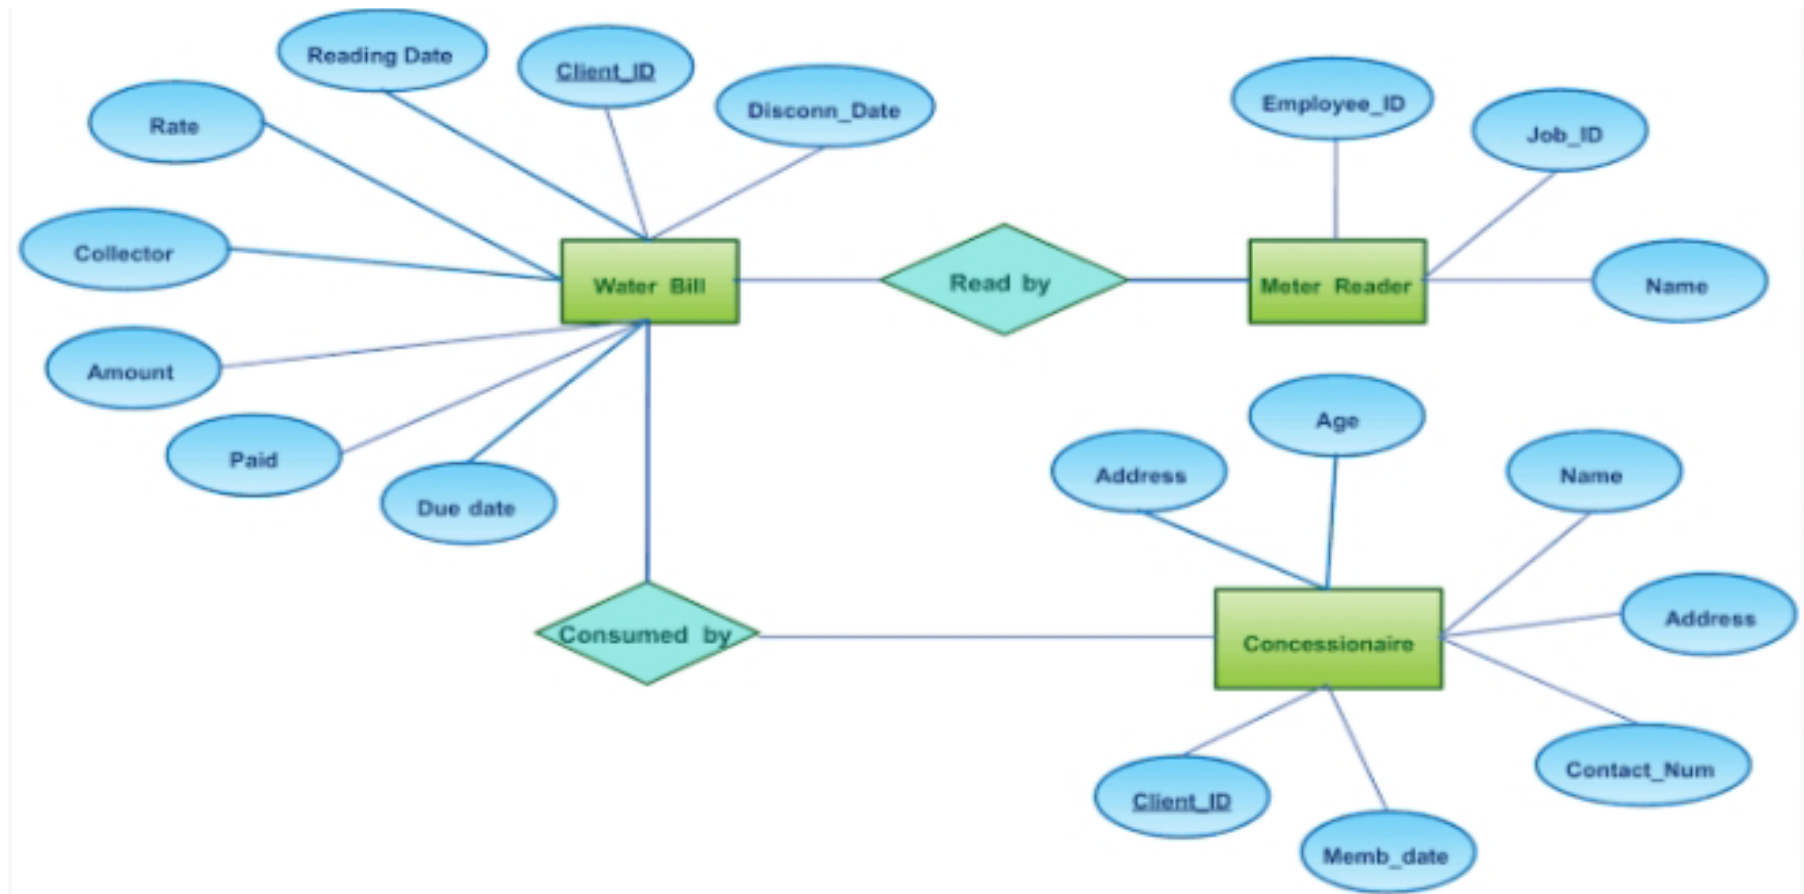 Reading Date
Client_ID
Disconn_Date
Rate
Employee_ID
Job_ID
Collector
Water Bill
Read by
Meter Reader
Name
Amount
Paid
Due date
Age
Address
Name
Consumed by
Concessionaire
Address
Contact_Num
Client_ID
Memb_date